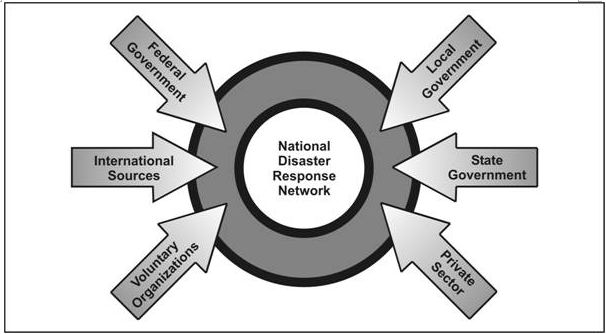 Federal
Government
Local
Government
International
Sources
National
Disaster
Response
Network
State
Government
Voluntary
Organizations
Private
Sector